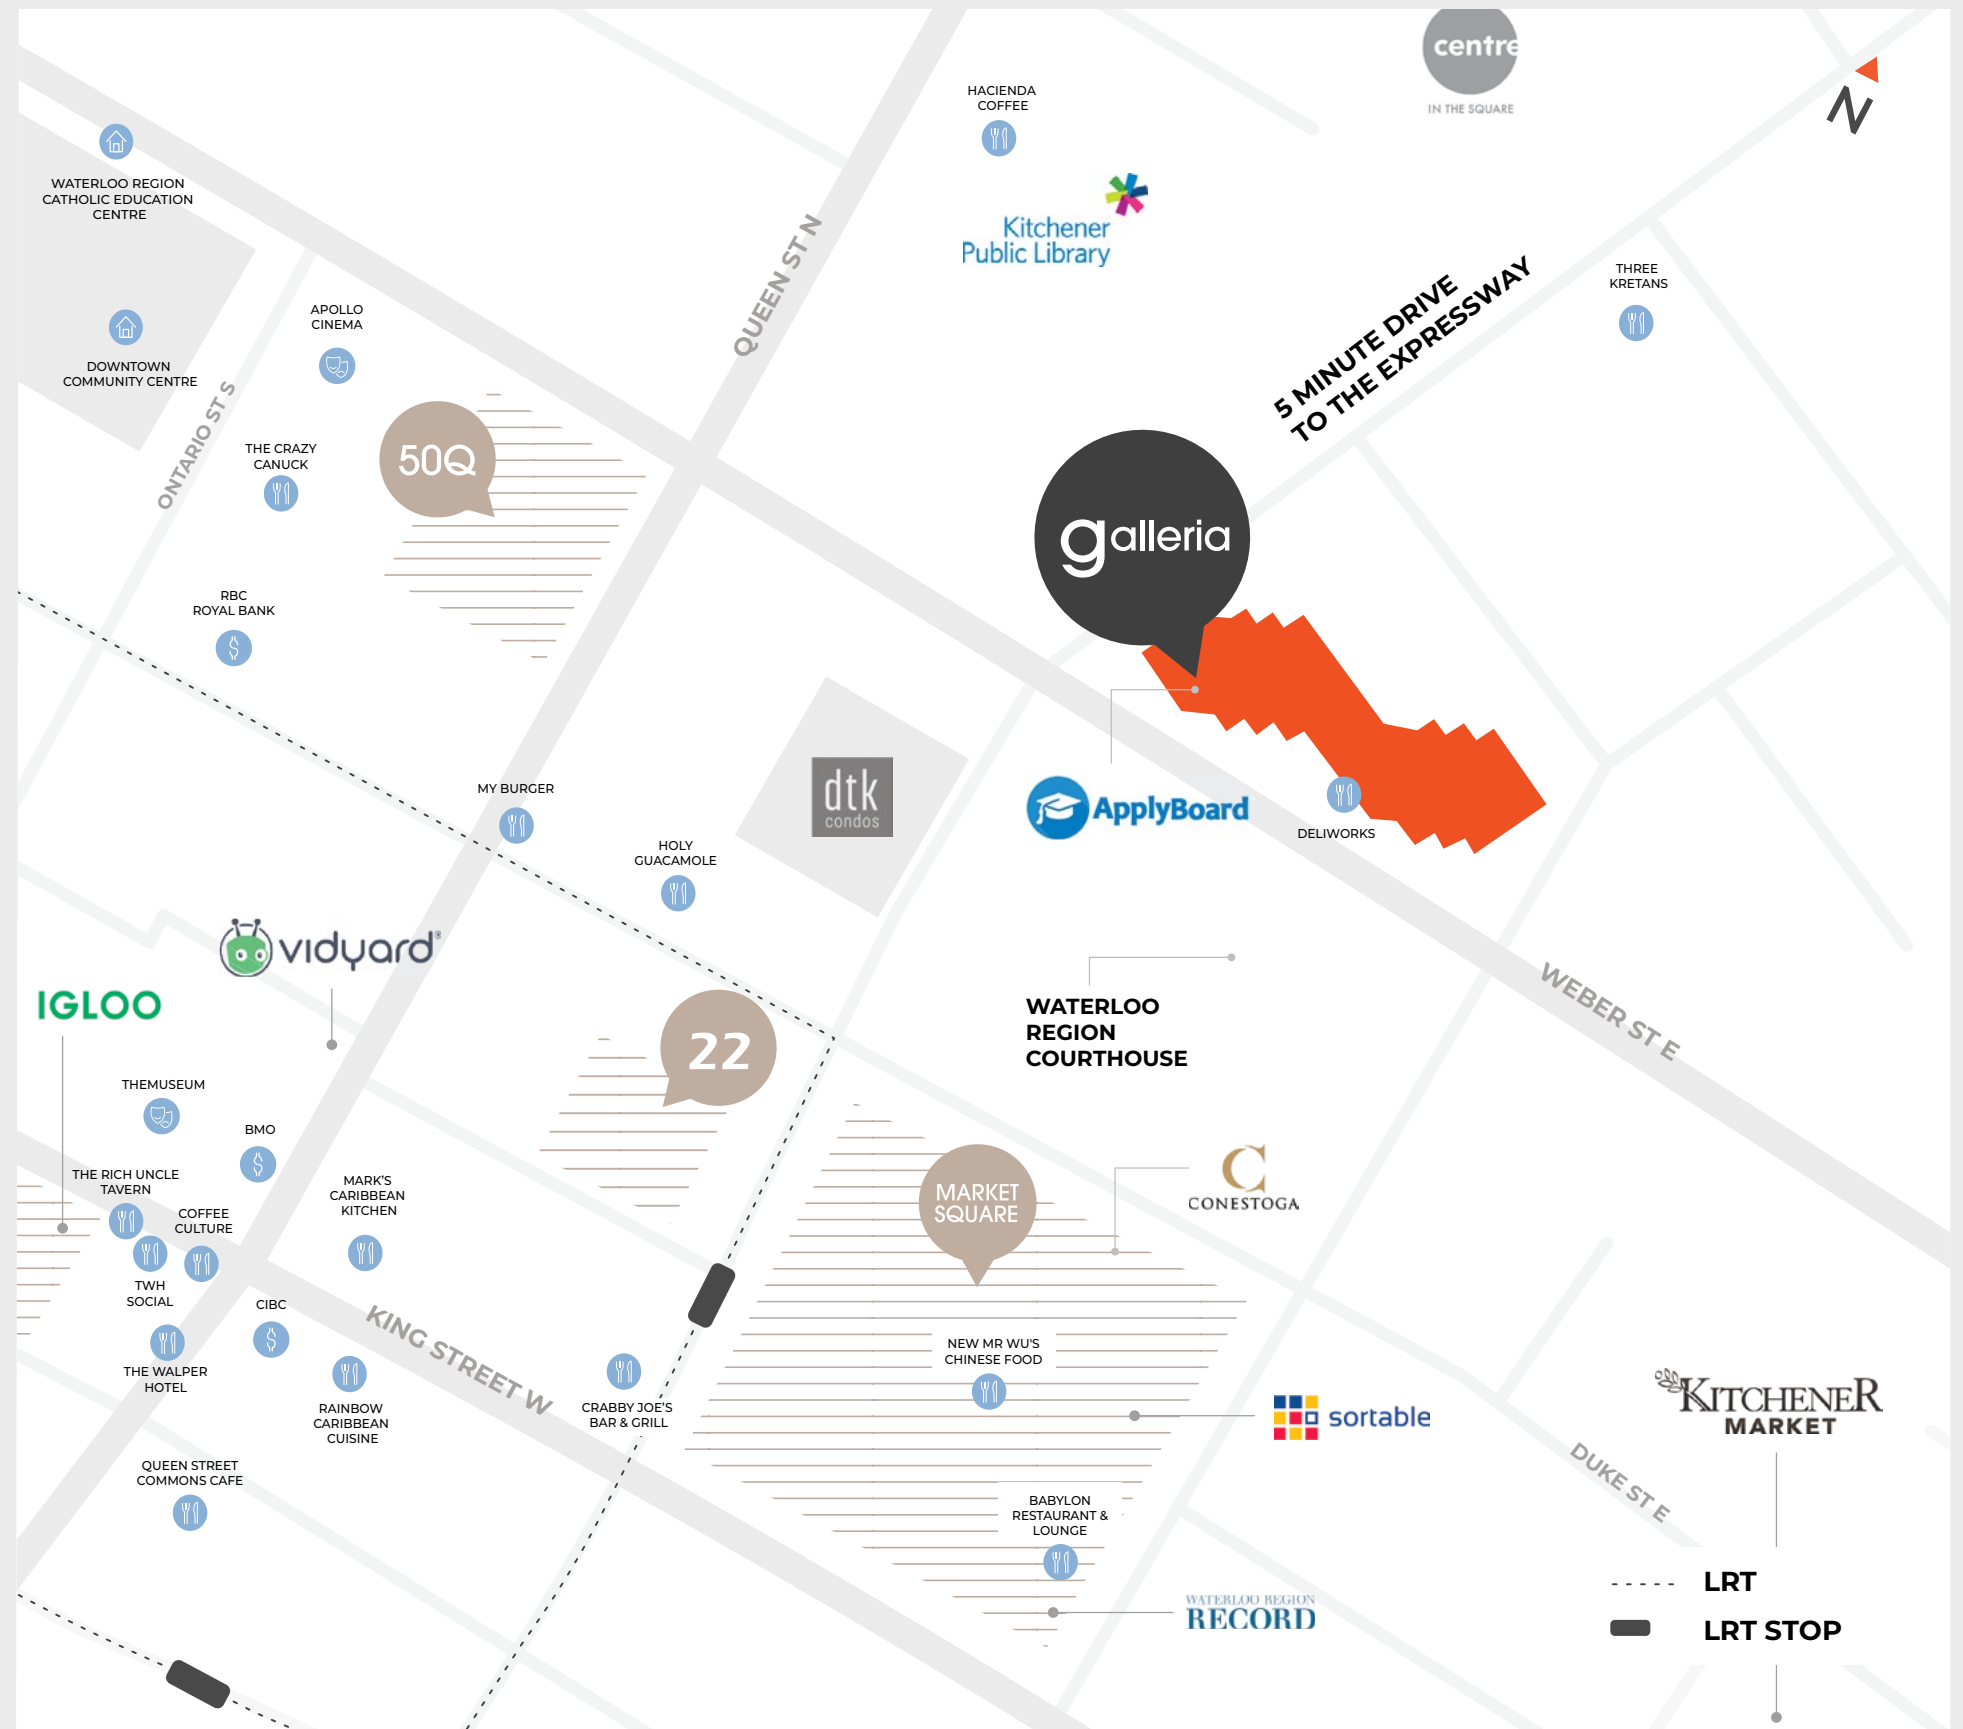 centre
IN THE SQUARE
N
HACIENDA
COFFEE
WATERLOO REGION
CATHOLIC EDUCATION
CENTRE
Kitchener
Public Library
QUEEN ST N
THREE
KRETANS
5 MINUTE DRIVE
TO THE EXPRESSWAY
APOLLO
CINEMA
DOWNTOWN
COMMUNITY CENTRE
ONTARIO ST S
THE CRAZY
CANUCK
50Q
galleria
RBC
ROYAL BANK
MY BURGER
dtk
condos
ApplyBoard
DELIWORKS
HOLY
GUACAMOLE
vidyard
IGLOO
WEBER ST E
WATERLOO
REGION
COURTHOUSE
22
THEMUSEUM
BMO
THE RICH UNCLE
TAVERN
COFFEE
CULTURE
MARK'S
CARIBBEAN
KITCHEN
MARKET
SQUARE
C
CONESTOGA
TWH
SOCIAL
CIBC
KING STREET W
NEW MR WU'S
CHINESE FOOD
THE WALPER
HOTEL
RAINBOW
CARIBBEAN
CUISINE
CRABBY JOE'S
BAR & GRILL
sortable
KITCHENER
MARKET
QUEEN STREET
COMMONS CAFE
DUKE ST E
BABYLON
RESTAURANT &
LOUNGE
WATERLOO REGION
RECORD
LRT
LRT STOP